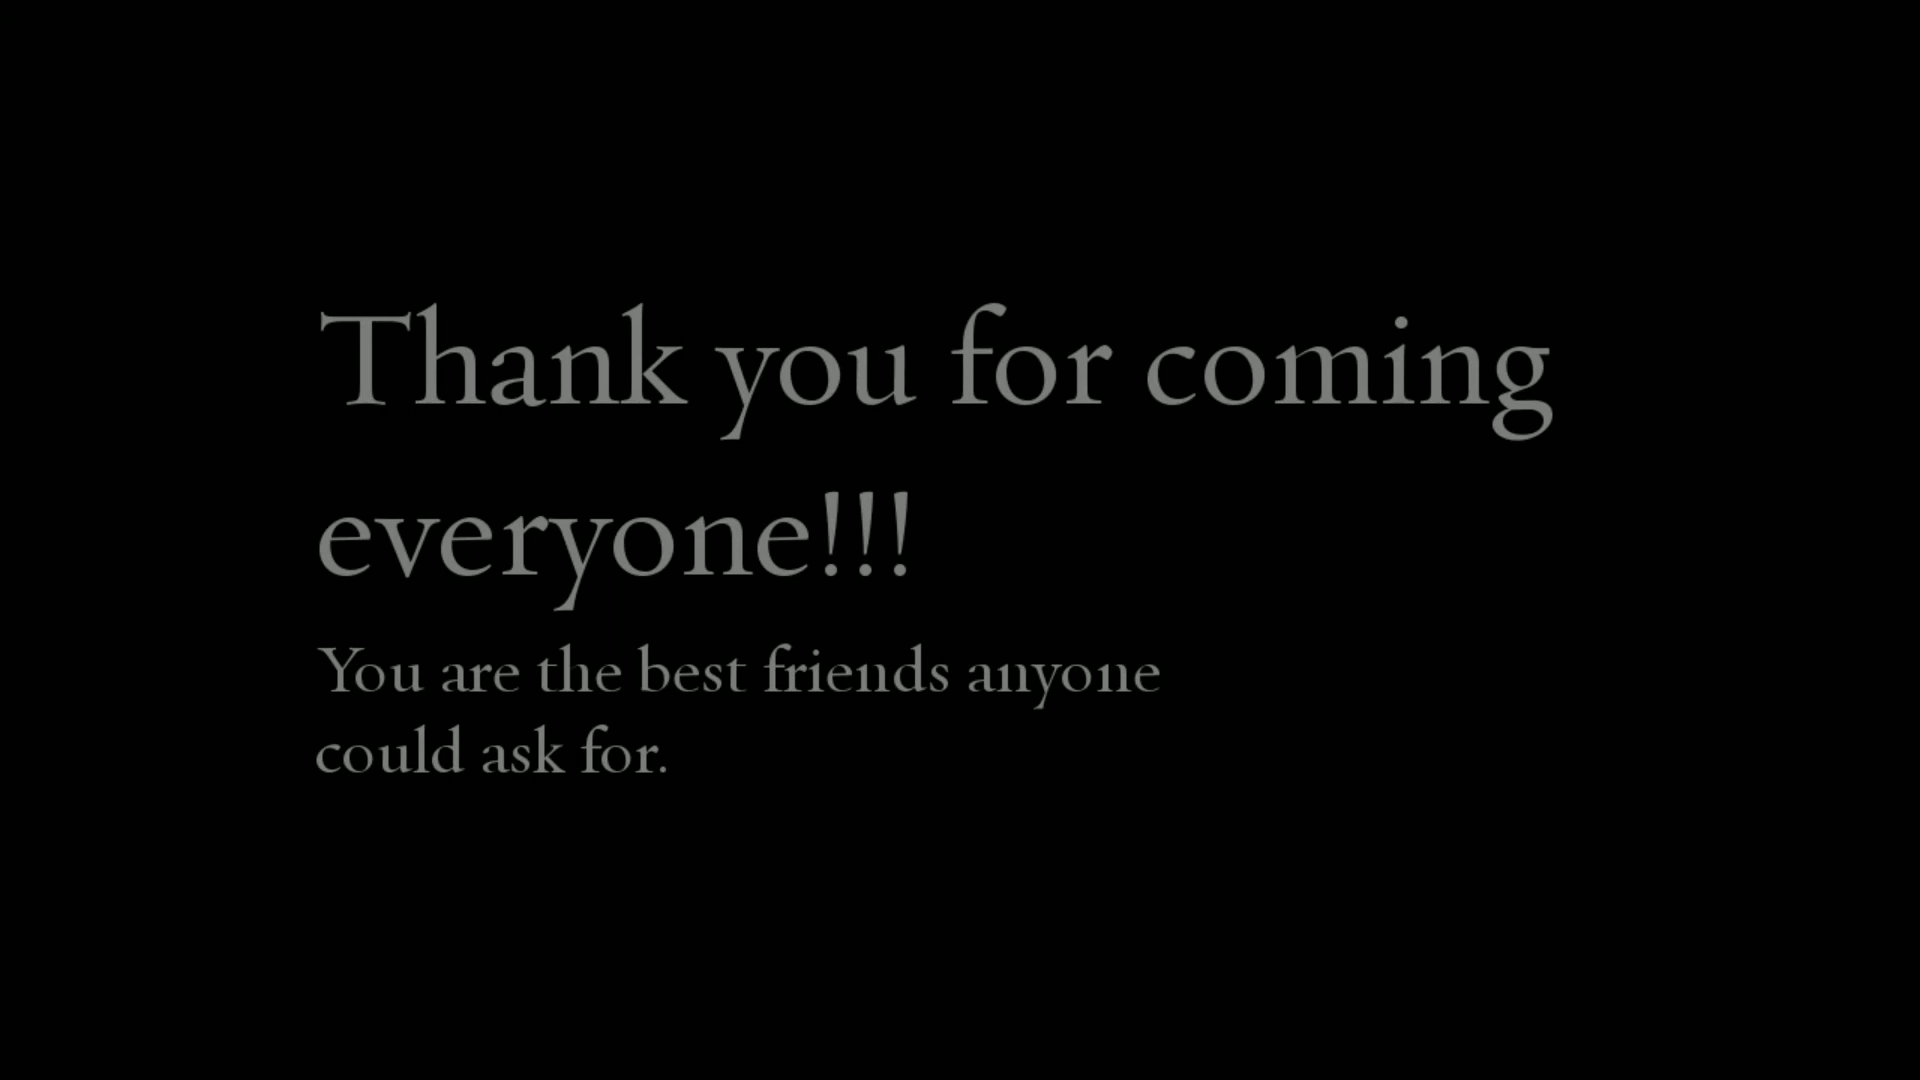 Thank you for coming
everyone!!!
You are the best friends anyone
could ask for.